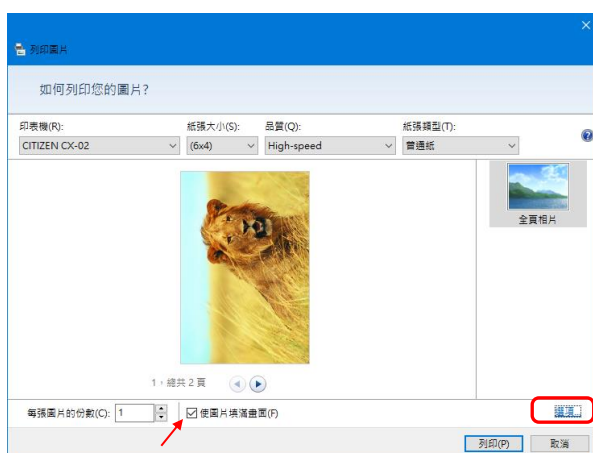 列印圖片
如何列印您的圖片?
印表機(R): 紙張大小(S): 品質(Q): 紙張類型(T):
CITIZEN CX-02 (6x4) High-speed 普通紙
全頁相片
1，總共 2 頁
每張圖片的份數(C): 1 使圖片填滿畫面(F) 選項...
列印(P) 取消